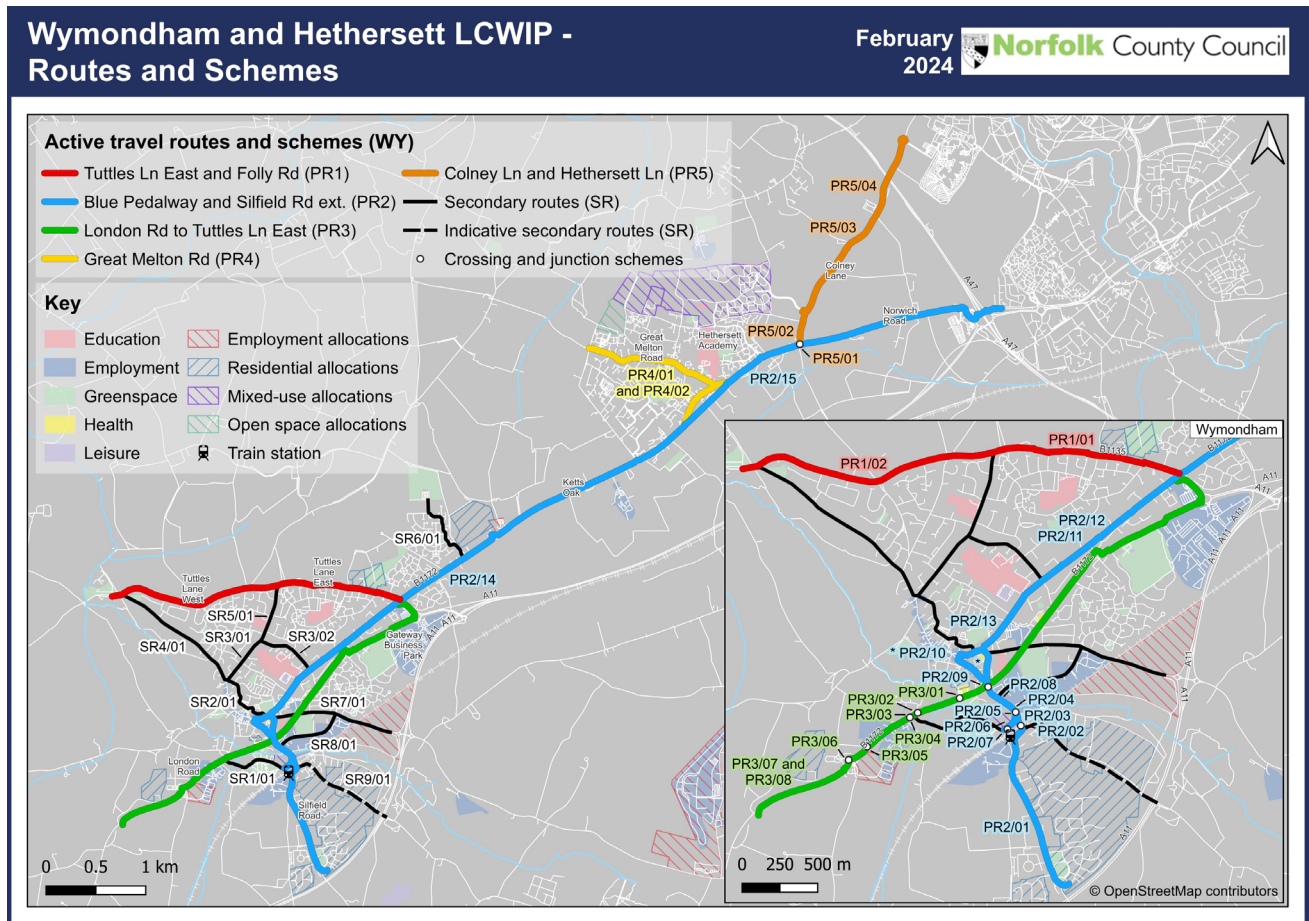 Wymondham and Hethersett LCWIP -
Routes and Schemes
February
2024
Norfolk County Council
Active travel routes and schemes (WY)
Tuttles Ln East and Folly Rd (PR1)
Blue Pedalway and Silfield Rd ext. (PR2)
London Rd to Tuttles Ln East (PR3)
Great Melton Rd (PR4)
Colney Ln and Hethersett Ln (PR5)
Secondary routes (SR)
Indicative secondary routes (SR)
Crossing and junction schemes
Key
Education
Employment
Greenspace
Health
Leisure
Employment allocations
Residential allocations
Mixed-use allocations
Open space allocations
Train station
PR5/04
PR5/03
Colney
Lane
A47
Norwich
Road
PR5/02
PR5/01
A47
Great
Melton
Road
Hethersett
Academy
PR4/01
and PR4/02
PR2/15
Ketts
Oak
SR6/01
PR2/14
B1172
A11
A11
A11
A11
Tuttles
Lane
West
Tuttles
Lane
East
SR5/01
SR3/01
SR3/02
SR4/01
Gateway
Business
Park
SR2/01
SR7/01
SR8/01
London
Road
SR1/01
SR9/01
Silfield
Road
0 0.5 1 km
Wymondham
PR1/01
PR1/02
B1135
A11
A11
PR2/12
PR2/11
A11
A11
A11
PR2/13
* PR2/10
*
PR2/09
PR2/08
PR3/01
PR2/04
PR3/02
PR2/05
PR3/03
PR2/03
PR2/06
PR2/02
PR3/04
PR2/07
B1172
PR3/05
PR3/06
PR3/07 and
PR3/08
A11
PR2/01
A11
0 250 500 m
© OpenStreetMap contributors